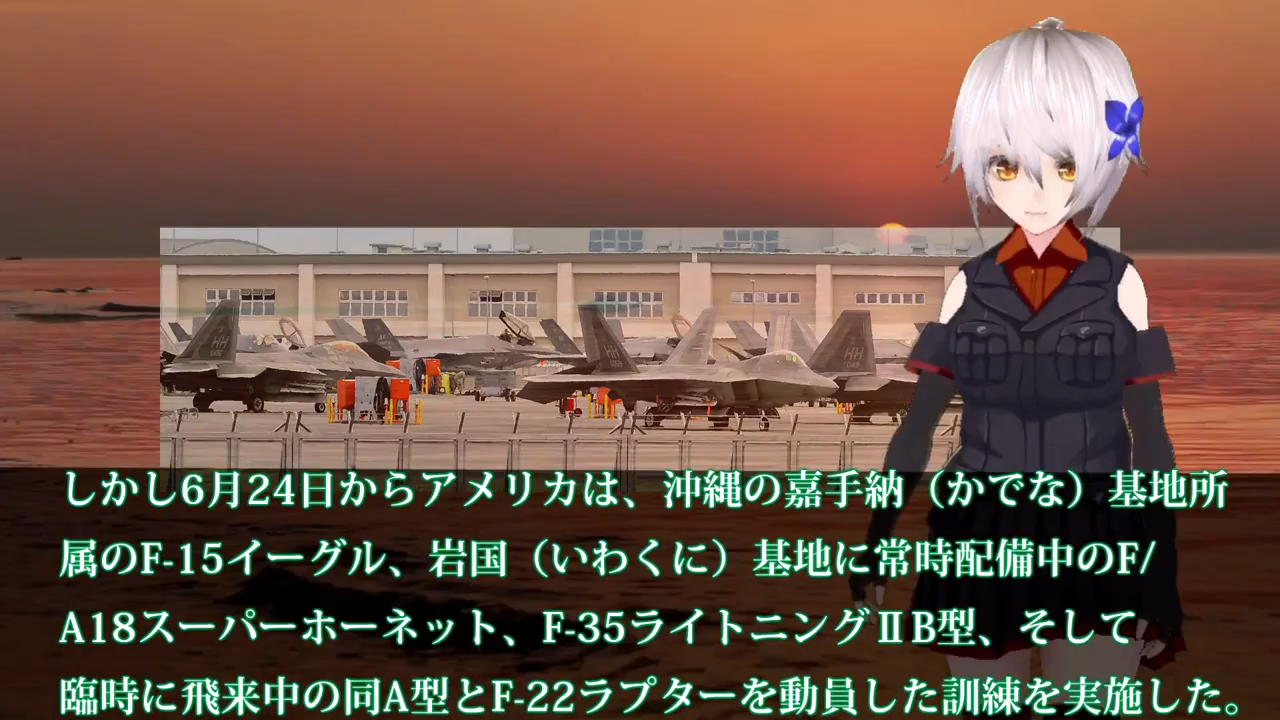 しかし6月24日からアメリカは、沖縄の嘉手納（かでな）基地所
属のF-15イーグル、岩国（いわくに）基地に常時配備中のF/
A18スーパーホーネット、F-35ライトニングⅡB型、そして
臨時に飛来中の同A型とF-22ラプターを動員した訓練を実施した。
HH
HH
HH